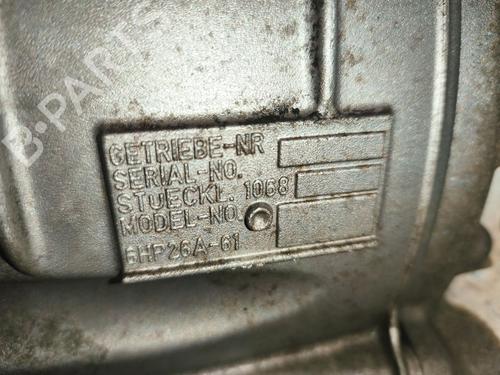 B-PARTS
GETRIEBE-NR
SERIAL-NO.
STUECKL. 1068
MODEL-NO.
6HP26A-61